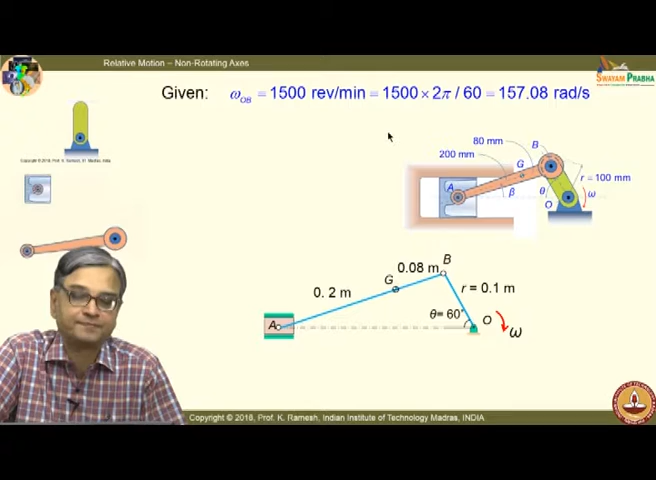 Relative Motion – Non-Rotating Axes
SWAYAM PRABHA
Given: ω_OB = 1500 rev/min = 1500 × 2π / 60 = 157.08 rad/s
80 mm
B
200 mm
G
r = 100 mm
A
β
θ
ω
O
B
0.08 m
G
r = 0.1 m
0. 2 m
θ= 60°
O
A
ω
Copyright © 2018, Prof. K. Ramesh, Indian Institute of Technology Madras, INDIA